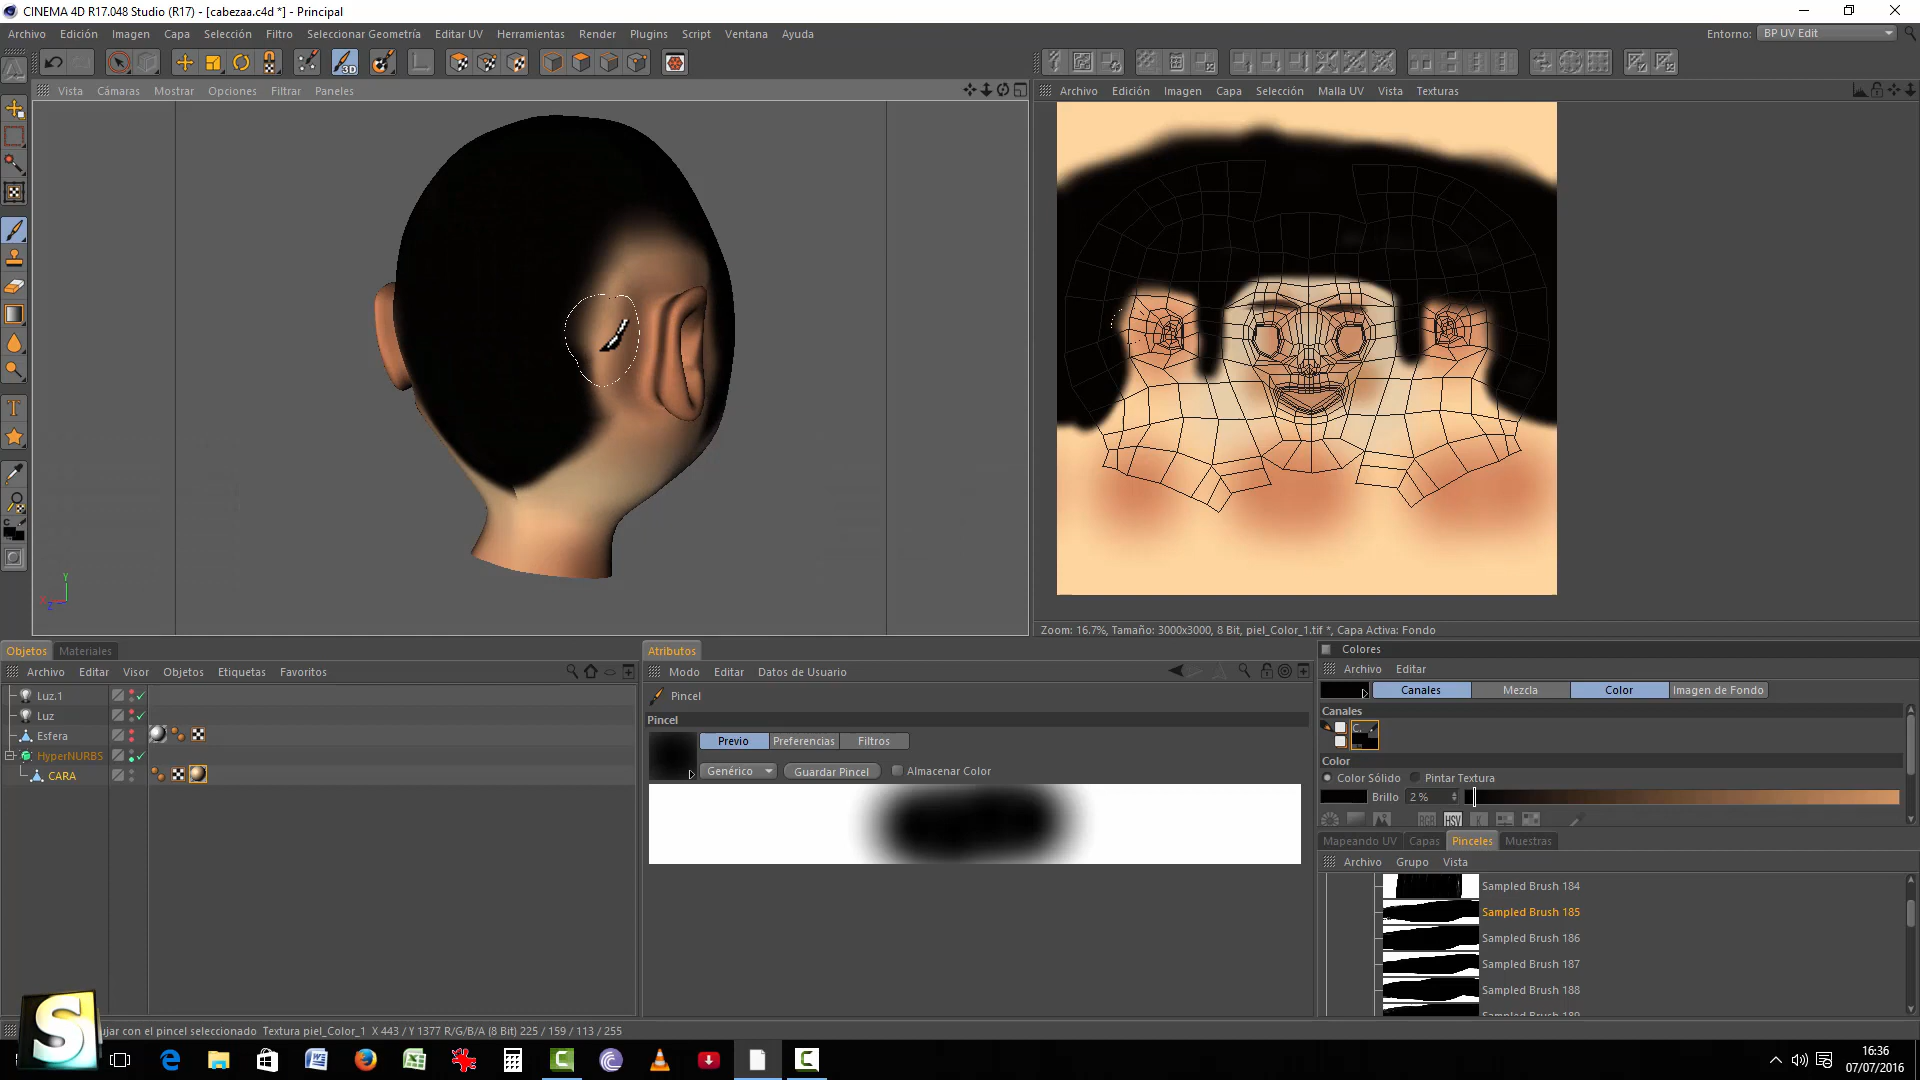 CINEMA 4D R17.048 Studio (R17) - [cabezaa.c4d *] - Principal
Archivo Edición Imagen Capa Selección Filtro Seleccionar Geometría Editar UV Herramientas Render Plugins Script Ventana Ayuda Entorno: BP UV Edit
3D
Vista Cámaras Mostrar Opciones Filtrar Paneles
Archivo Edición Imagen Capa Selección Malla UV Vista Texturas
Y
X
Z
Zoom: 16.7%, Tamaño: 3000x3000, 8 Bit, piel_Color_1.tif *, Capa Activa: Fondo
Objetos Materiales
Archivo Editar Visor Objetos Etiquetas Favoritos
Luz.1
Luz
Esfera
HyperNURBS
CARA
Atributos
Modo Editar Datos de Usuario
Pincel
Pincel
Previo Preferencias Filtros
Genérico Guardar Pincel Almacenar Color
Colores
Archivo Editar
Canales Mezcla Color Imagen de Fondo
Canales
C.
Color
Color Sólido Pintar Textura
Brillo 2 %
RGB HSV K
Mapeando UV Capas Pinceles Muestras
Archivo Grupo Vista
Sampled Brush 184
Sampled Brush 185
Sampled Brush 186
Sampled Brush 187
Sampled Brush 188
Sampled Brush 189
ujar con el pincel seleccionado Textura piel_Color_1 X 443 / Y 1377 R/G/B/A (8 Bit) 225 / 159 / 113 / 255
S
16:36
07/07/2016